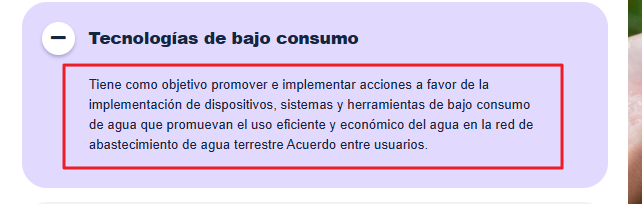 Tecnologías de bajo consumo
Tiene como objetivo promover e implementar acciones a favor de la
implementación de dispositivos, sistemas y herramientas de bajo consumo
de agua que promuevan el uso eficiente y económico del agua en la red de
abastecimiento de agua terrestre Acuerdo entre usuarios.